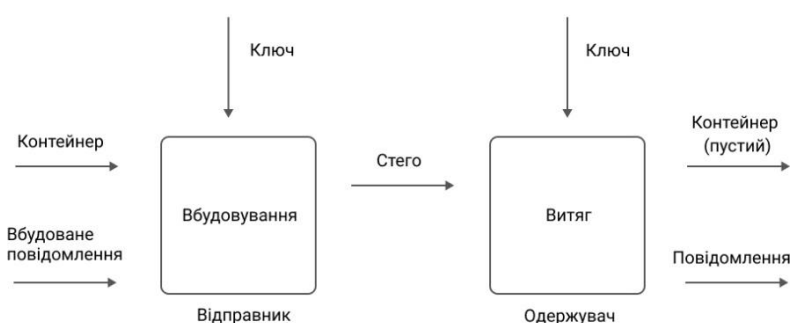 Ключ
Ключ
Контейнер
Вбудоване
повідомлення
Вбудовування
Відправник
Стего
Витяг
Одержувач
Контейнер
(пустий)
Повідомлення